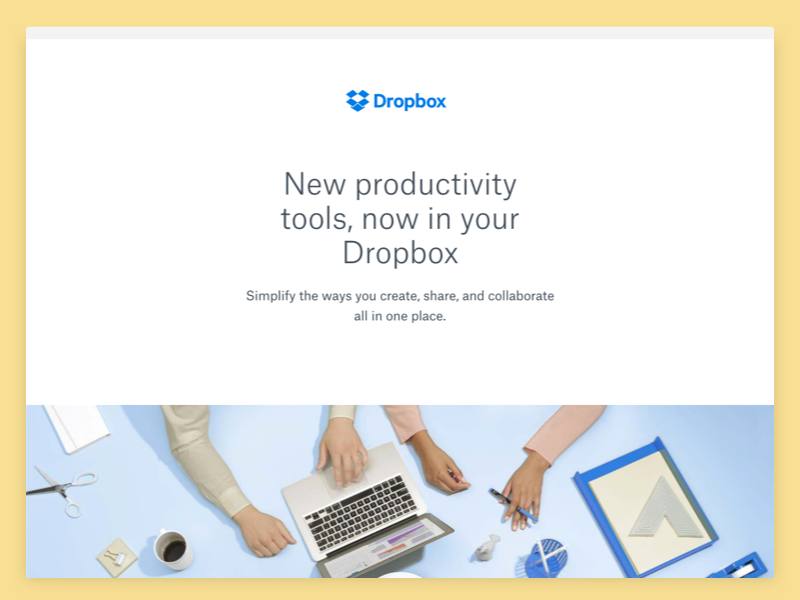 Dropbox
New productivity
tools, now in your
Dropbox
Simplify the ways you create, share, and collaborate
all in one place.